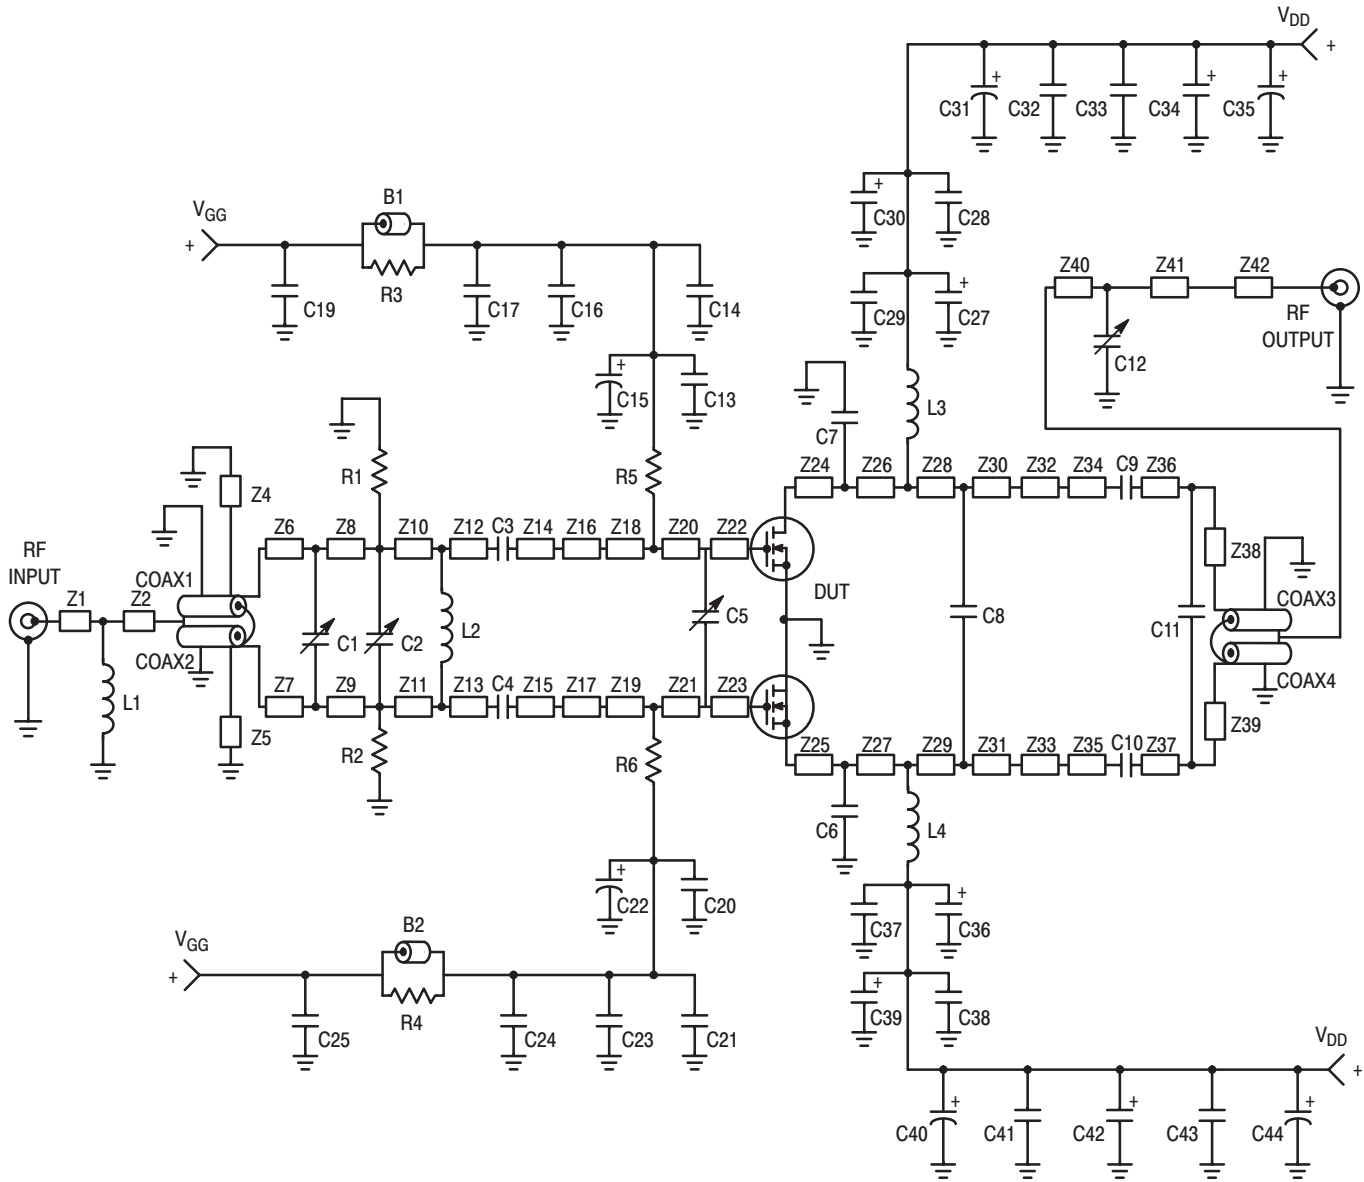 V_DD
+
+ + +
C31 C32 C33 C34 C35
+
C30 C28
B1
V_GG
+
R3
C19 C17 C16 C14
+
C29 C27
Z40 Z41 Z42
RF
OUTPUT
C12
+
C15 C13
L3
C7
R1 R5
Z4
Z24 Z26 Z28 Z30 Z32 Z34 C9 Z36
Z6 Z8 Z10 Z12 C3 Z14 Z16 Z18 Z20 Z22
Z38
RF
INPUT
COAX1
Z1 Z2
DUT
COAX3
C1 C2 L2 C5 C8 C11
COAX2
COAX4
L1
Z7 Z9 Z11 Z13 C4 Z15 Z17 Z19 Z21 Z23
Z5 Z39
R2 R6
Z25 Z27 Z29 Z31 Z33 Z35 C10 Z37
C6 L4
+
C22 C20
+
C37 C36
B2
V_GG
+
R4
C25 C24 C23 C21
+
C39 C38
V_DD
+
+ + +
C40 C41 C42 C43 C44